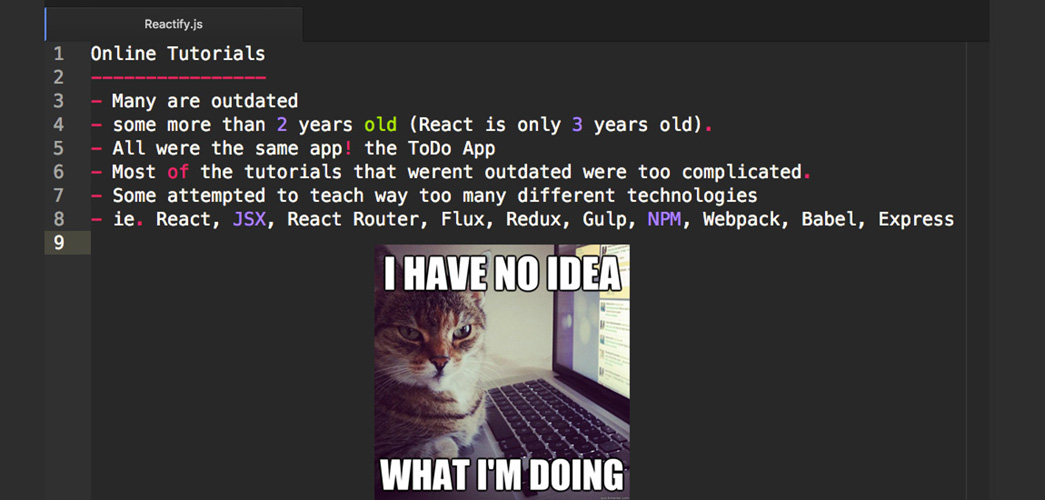 Reactify.js
1 Online Tutorials
2 ----------------
3 - Many are outdated
4 - some more than 2 years old (React is only 3 years old).
5 - All were the same app! the ToDo App
6 - Most of the tutorials that werent outdated were too complicated.
7 - Some attempted to teach way too many different technologies
8 - ie. React, JSX, React Router, Flux, Redux, Gulp, NPM, Webpack, Babel, Express
9
I HAVE NO IDEA
WHAT I'M DOING